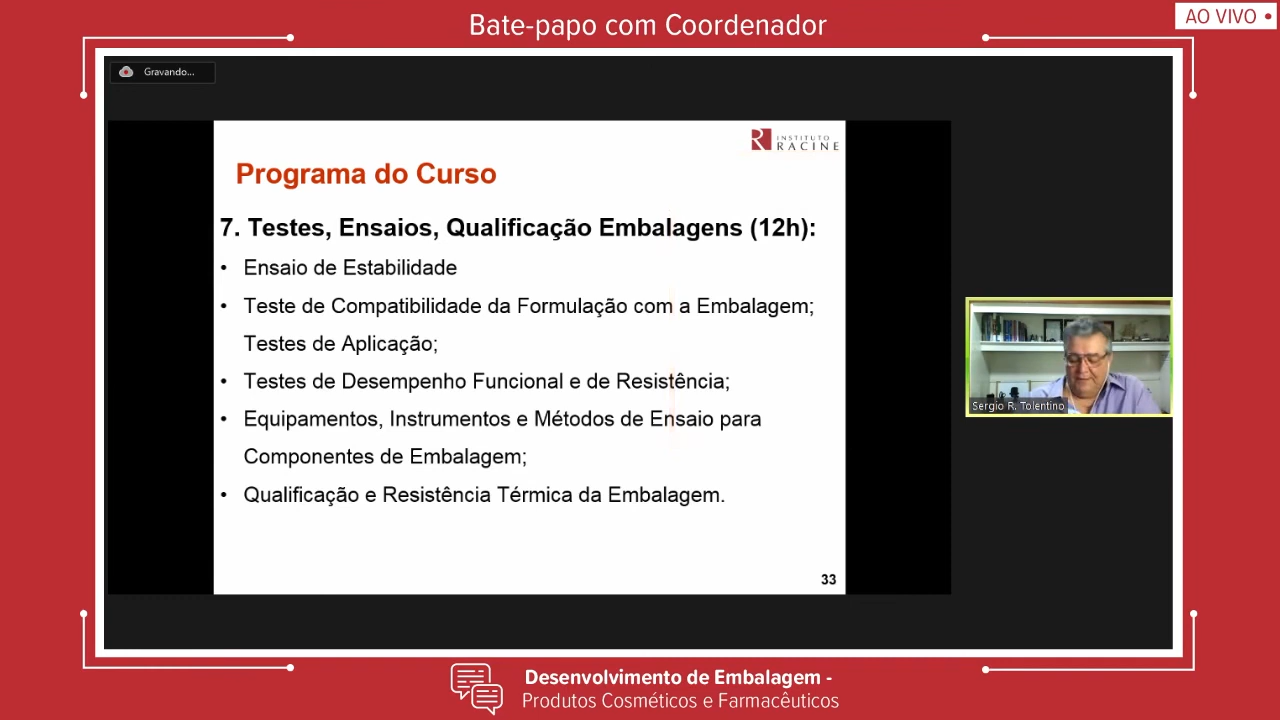 Bate-papo com Coordenador
AO VIVO
Gravando...
INSTITUTO
RACINE
Programa do Curso
7. Testes, Ensaios, Qualificação Embalagens (12h):
• Ensaio de Estabilidade
• Teste de Compatibilidade da Formulação com a Embalagem;
Testes de Aplicação;
• Testes de Desempenho Funcional e de Resistência;
• Equipamentos, Instrumentos e Métodos de Ensaio para
Componentes de Embalagem;
• Qualificação e Resistência Térmica da Embalagem.
33
Sergio R. Tolentino
Desenvolvimento de Embalagem -
Produtos Cosméticos e Farmacêuticos